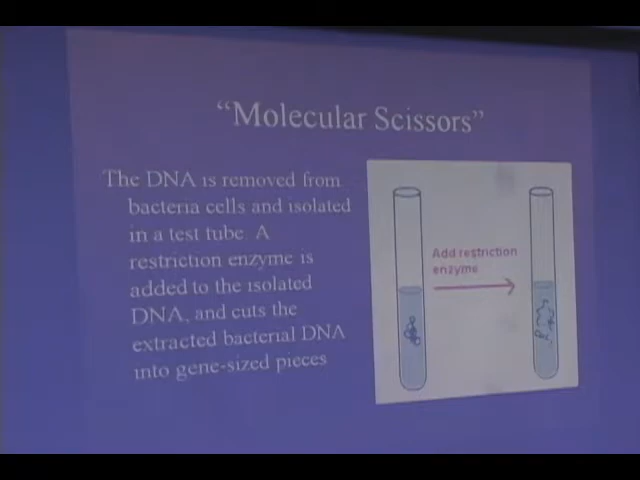 "Molecular Scissors"
The DNA is removed from
bacteria cells and isolated
in a test tube. A
restriction enzyme is
added to the isolated
DNA, and cuts the
extracted bacterial DNA
into gene-sized pieces
Add restriction
enzyme